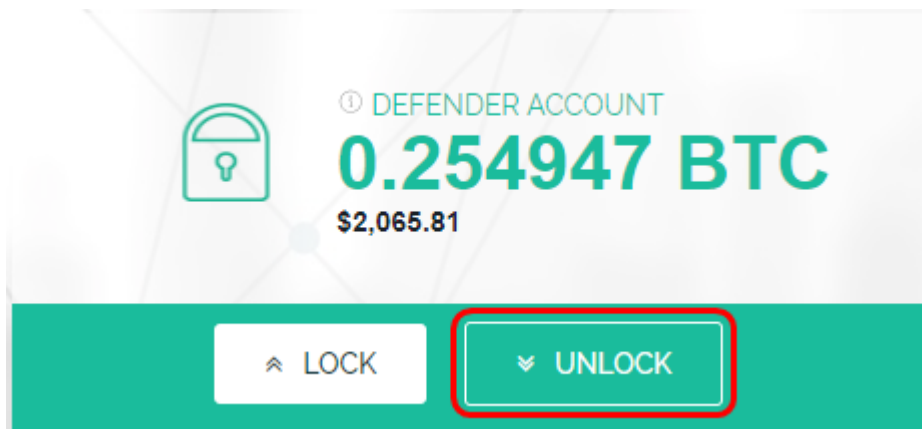 DEFENDER ACCOUNT
0.254947 BTC
$2,065.81
LOCK
UNLOCK